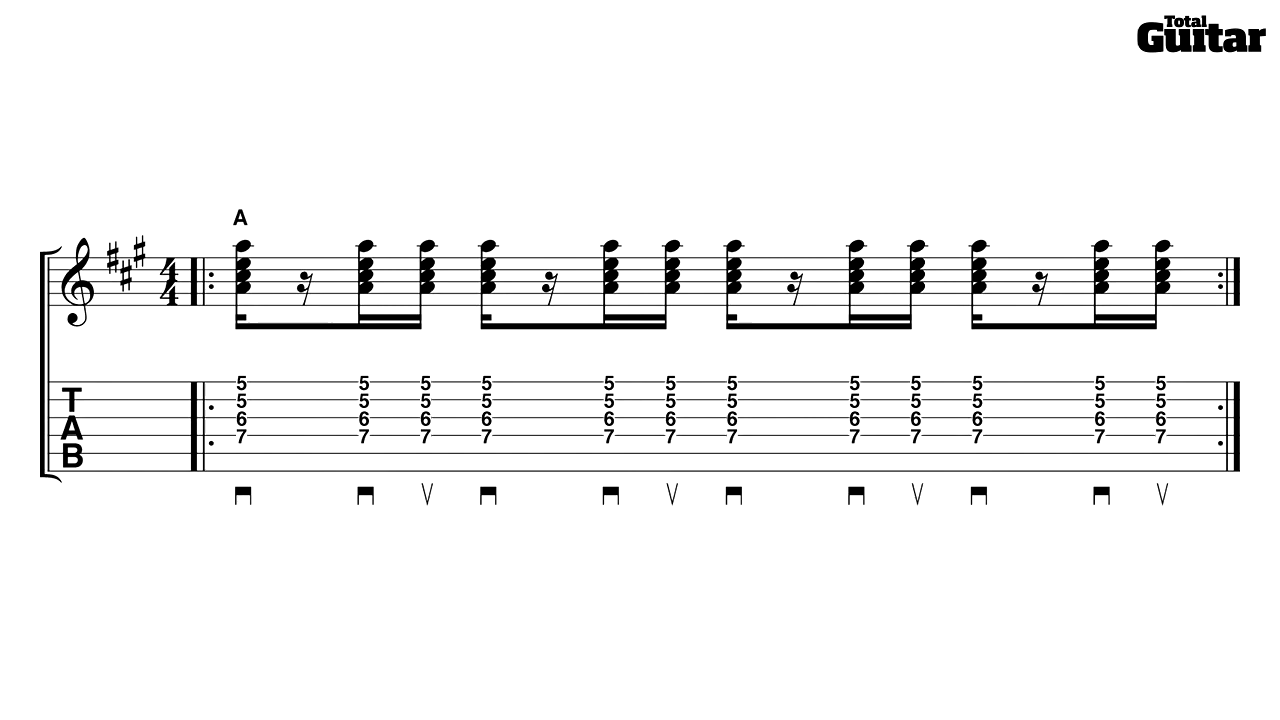 Total
Guitar
A
4
4
5 5 5 5 5 5 5 5 5 5 5 5
T 5 5 5 5 5 5 5 5 5 5 5 5
6 6 6 6 6 6 6 6 6 6 6 6
A 7 7 7 7 7 7 7 7 7 7 7 7
B